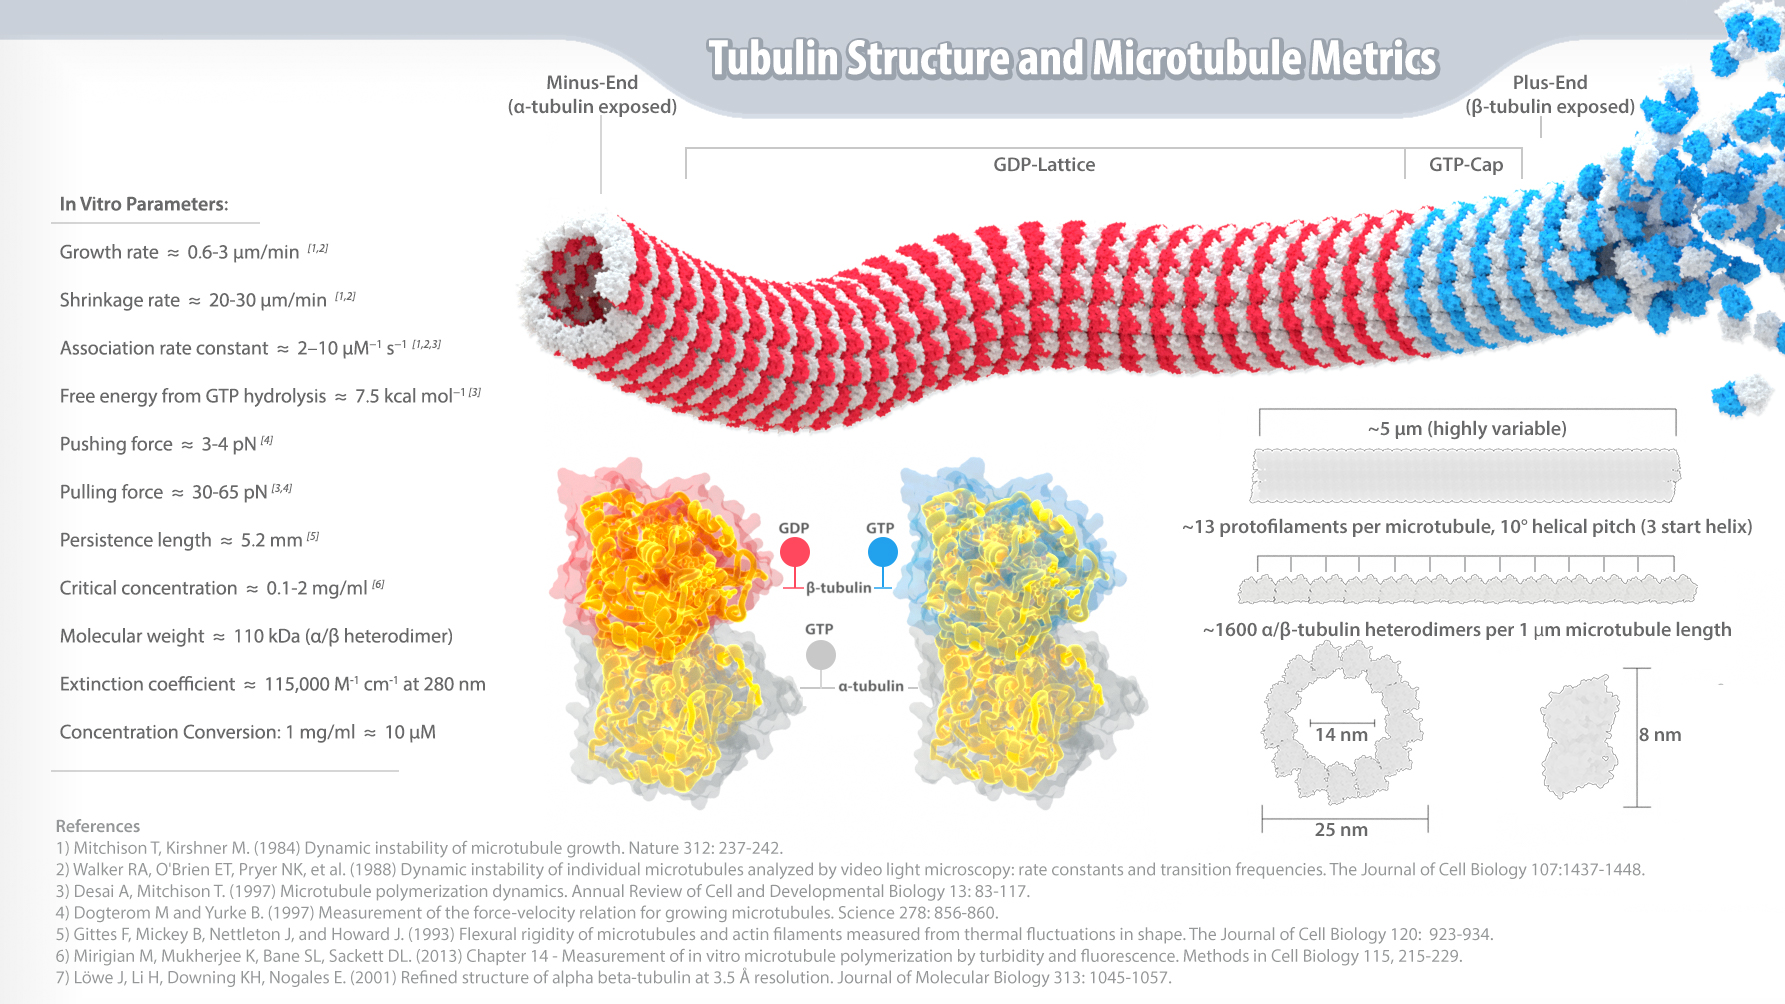 Tubulin Structure and Microtubule Metrics
Minus-End
(α-tubulin exposed)
Plus-End
(β-tubulin exposed)
GDP-Lattice
GTP-Cap
In Vitro Parameters:
Growth rate ≈ 0.6-3 µm/min [1,2]
Shrinkage rate ≈ 20-30 µm/min [1,2]
Association rate constant ≈ 2–10 µM⁻¹ s⁻¹ [1,2,3]
Free energy from GTP hydrolysis ≈ 7.5 kcal mol⁻¹ [3]
Pushing force ≈ 3-4 pN [4]
Pulling force ≈ 30-65 pN [3,4]
Persistence length ≈ 5.2 mm [5]
Critical concentration ≈ 0.1-2 mg/ml [6]
Molecular weight ≈ 110 kDa (α/β heterodimer)
Extinction coefficient ≈ 115,000 M⁻¹ cm⁻¹ at 280 nm
Concentration Conversion: 1 mg/ml ≈ 10 µM
GDP
GTP
β-tubulin
GTP
α-tubulin
~5 µm (highly variable)
~13 protofilaments per microtubule, 10° helical pitch (3 start helix)
~1600 α/β-tubulin heterodimers per 1 µm microtubule length
14 nm
25 nm
8 nm
References
1) Mitchison T, Kirshner M. (1984) Dynamic instability of microtubule growth. Nature 312: 237-242.
2) Walker RA, O'Brien ET, Pryer NK, et al. (1988) Dynamic instability of individual microtubules analyzed by video light microscopy: rate constants and transition frequencies. The Journal of Cell Biology 107:1437-1448.
3) Desai A, Mitchison T. (1997) Microtubule polymerization dynamics. Annual Review of Cell and Developmental Biology 13: 83-117.
4) Dogterom M and Yurke B. (1997) Measurement of the force-velocity relation for growing microtubules. Science 278: 856-860.
5) Gittes F, Mickey B, Nettleton J, and Howard J. (1993) Flexural rigidity of microtubules and actin filaments measured from thermal fluctuations in shape. The Journal of Cell Biology 120: 923-934.
6) Mirigian M, Mukherjee K, Bane SL, Sackett DL. (2013) Chapter 14 - Measurement of in vitro microtubule polymerization by turbidity and fluorescence. Methods in Cell Biology 115, 215-229.
7) Löwe J, Li H, Downing KH, Nogales E. (2001) Refined structure of alpha beta-tubulin at 3.5 Å resolution. Journal of Molecular Biology 313: 1045-1057.